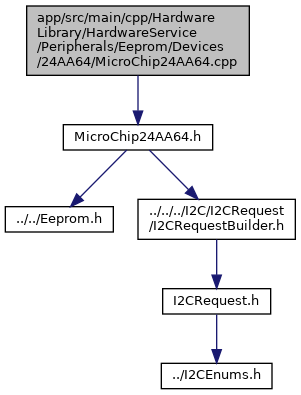 app/src/main/cpp/Hardware
Library/HardwareService
/Peripherals/Eeprom/Devices
/24AA64/MicroChip24AA64.cpp
MicroChip24AA64.h
../../Eeprom.h
../../../I2C/I2CRequest
/I2CRequestBuilder.h
I2CRequest.h
../I2CEnums.h